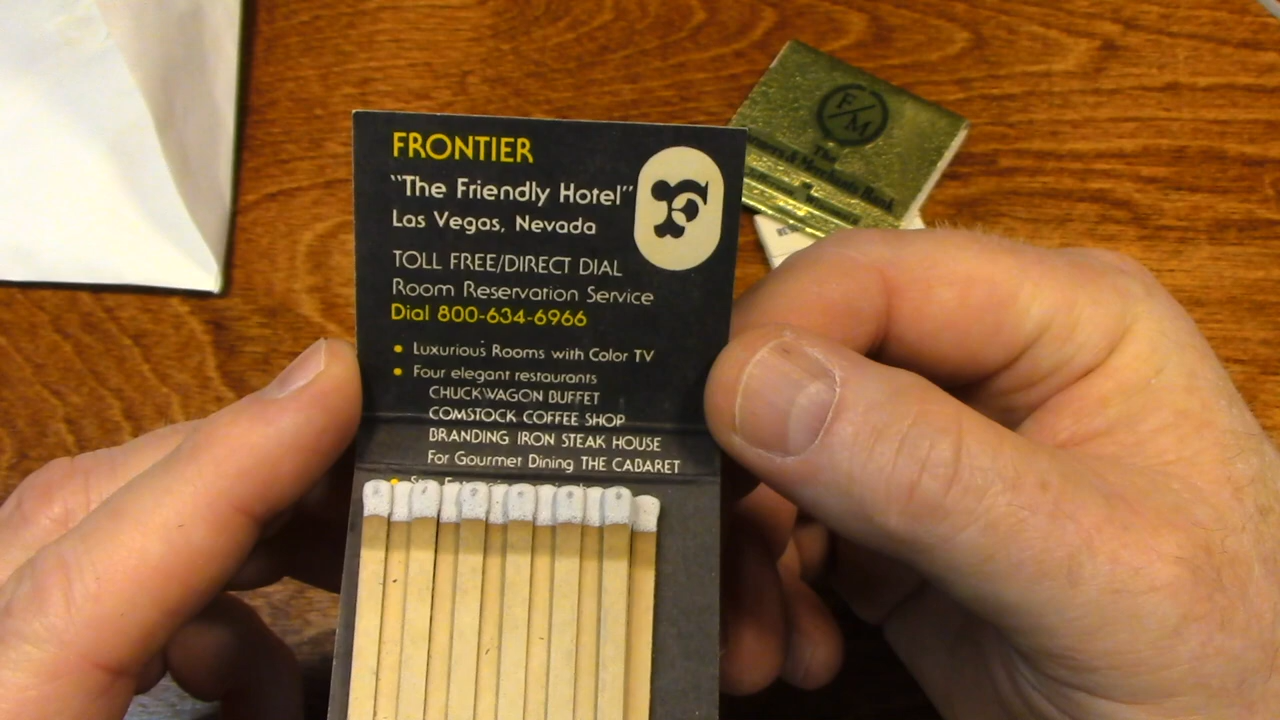 FRONTIER
"The Friendly Hotel"
Las Vegas, Nevada
F
TOLL FREE/DIRECT DIAL
Room Reservation Service
Dial 800-634-6966
• Luxurious Rooms with Color TV
• Four elegant restaurants
CHUCKWAGON BUFFET
COMSTOCK COFFEE SHOP
BRANDING IRON STEAK HOUSE
For Gourmet Dining THE CABARET
F/M
The
& Merchants Bank